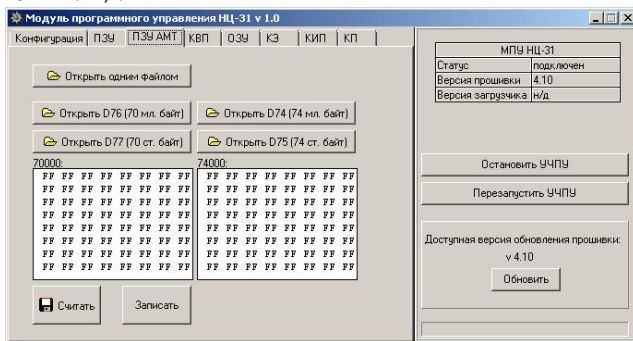 Модуль программного управления НЦ-31 v 1.0
Конфигурация ПЗУ ПЗУ АМТ КВП ОЗУ КЭ КИП КП
Открыть одним файлом
Открыть D76 (70 мл. байт) Открыть D74 (74 мл. байт)
Открыть D77 (70 ст. байт) Открыть D75 (74 ст. байт)
70000: 74000:
FF FF FF FF FF FF FF FF FF FF FF FF FF FF FF FF
FF FF FF FF FF FF FF FF FF FF FF FF FF FF FF FF
FF FF FF FF FF FF FF FF FF FF FF FF FF FF FF FF
FF FF FF FF FF FF FF FF FF FF FF FF FF FF FF FF
FF FF FF FF FF FF FF FF FF FF FF FF FF FF FF FF
FF FF FF FF FF FF FF FF FF FF FF FF FF FF FF FF
FF FF FF FF FF FF FF FF FF FF FF FF FF FF FF FF
FF FF FF FF FF FF FF FF FF FF FF FF FF FF FF FF
Считать Записать
МПУ НЦ-31
Статус подключен
Версия прошивки 4.10
Версия загрузчика н/д
Остановить УЧПУ
Перезапустить УЧПУ
Доступная версия обновления прошивки:
v 4.10
Обновить